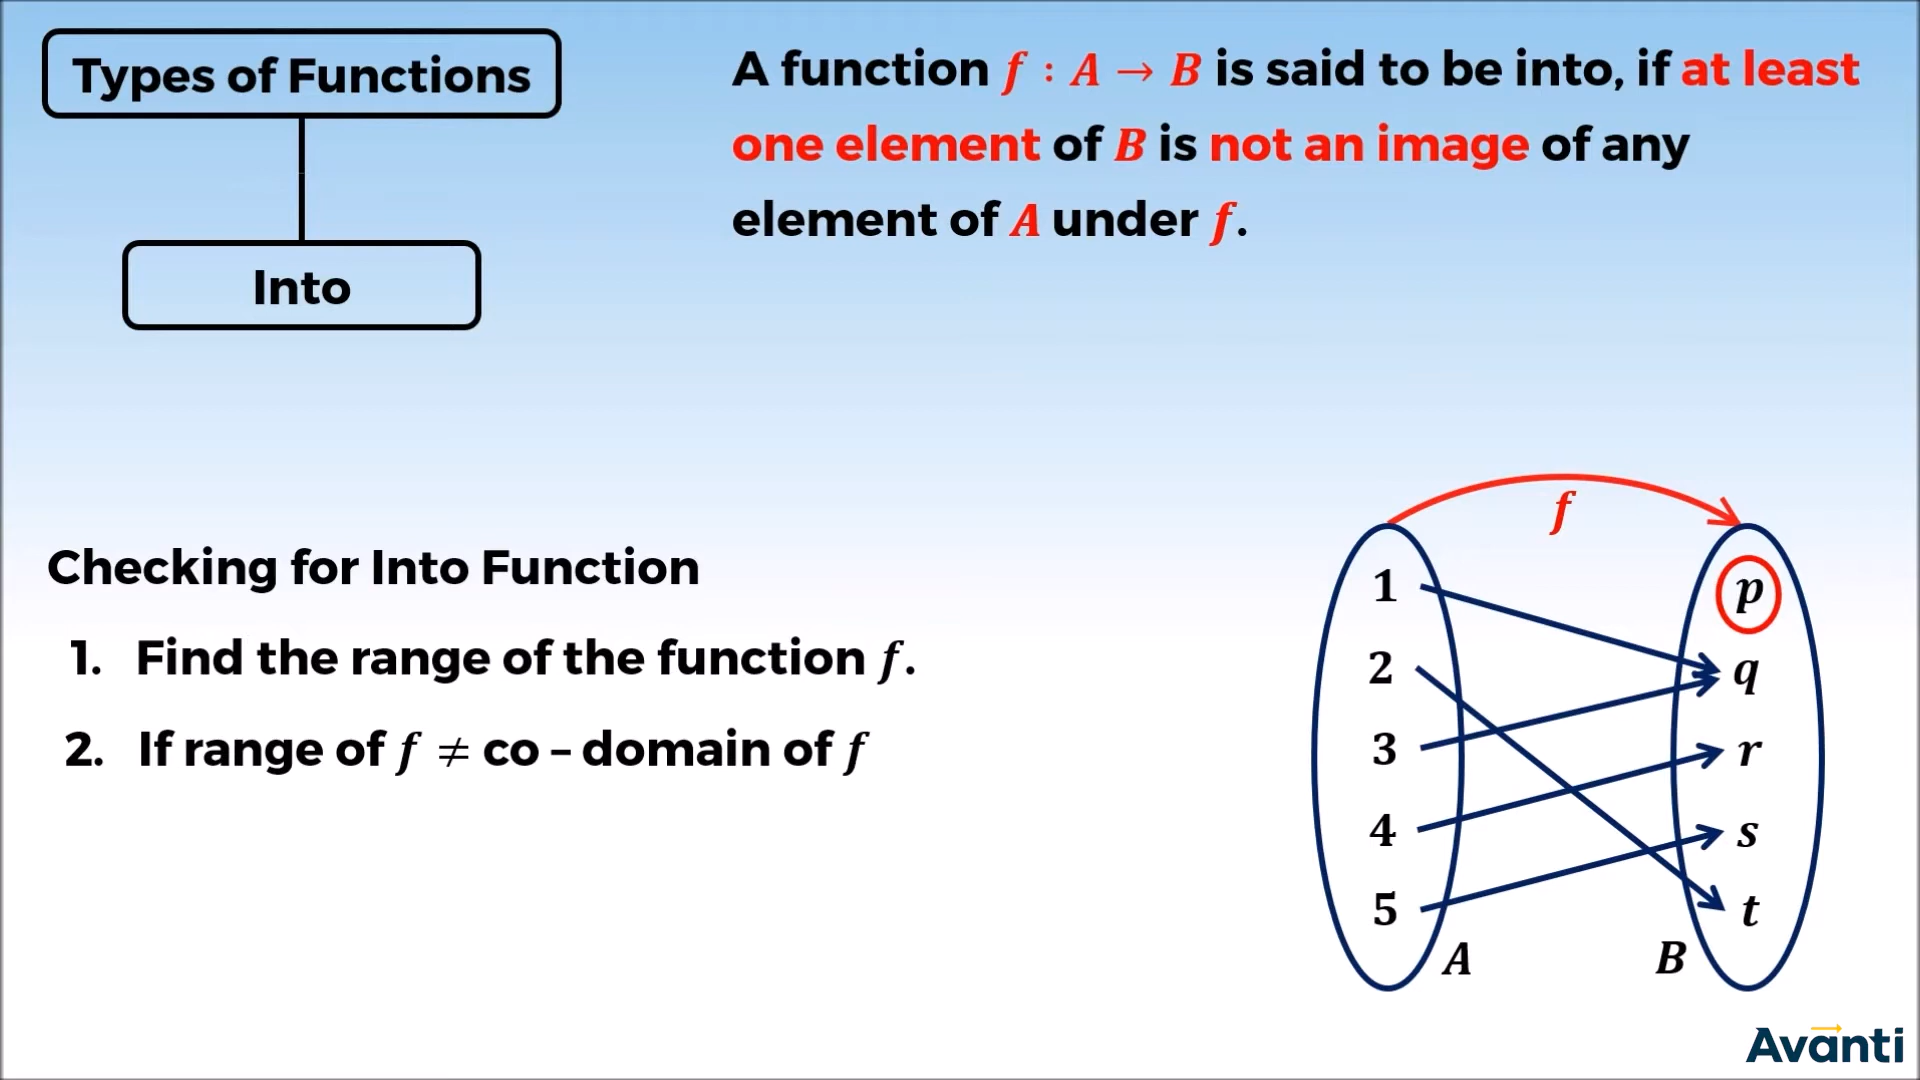 Types of Functions
Into
A function f : A → B is said to be into, if at least
one element of B is not an image of any
element of A under f.
Checking for Into Function
1. Find the range of the function f.
2. If range of f ≠ co – domain of f
f
1
2
3
4
5
A
p
q
r
s
t
B
Avanti